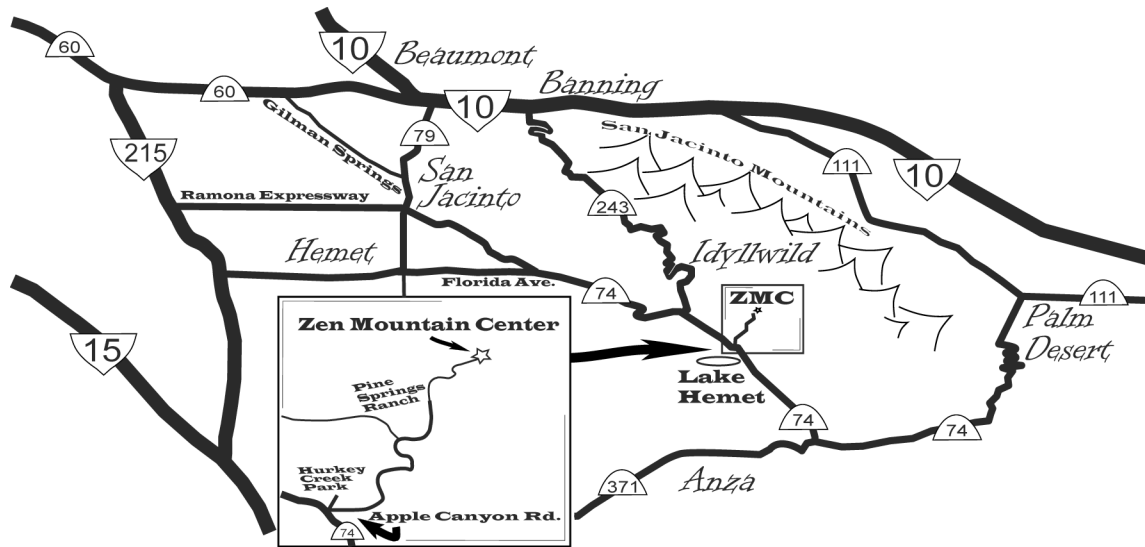 60
10
Beaumont
60
10
Banning
Gilman Springs
79
San Jacinto Mountains
215
San
Jacinto
111
10
Ramona Expressway
243
Hemet
Idyllwild
Florida Ave.
74
ZMC
111
Zen Mountain Center
Palm
Desert
15
Pine
Springs
Ranch
Lake
Hemet
74
74
Hurkey
Creek
Park
371
Anza
Apple Canyon Rd.
74